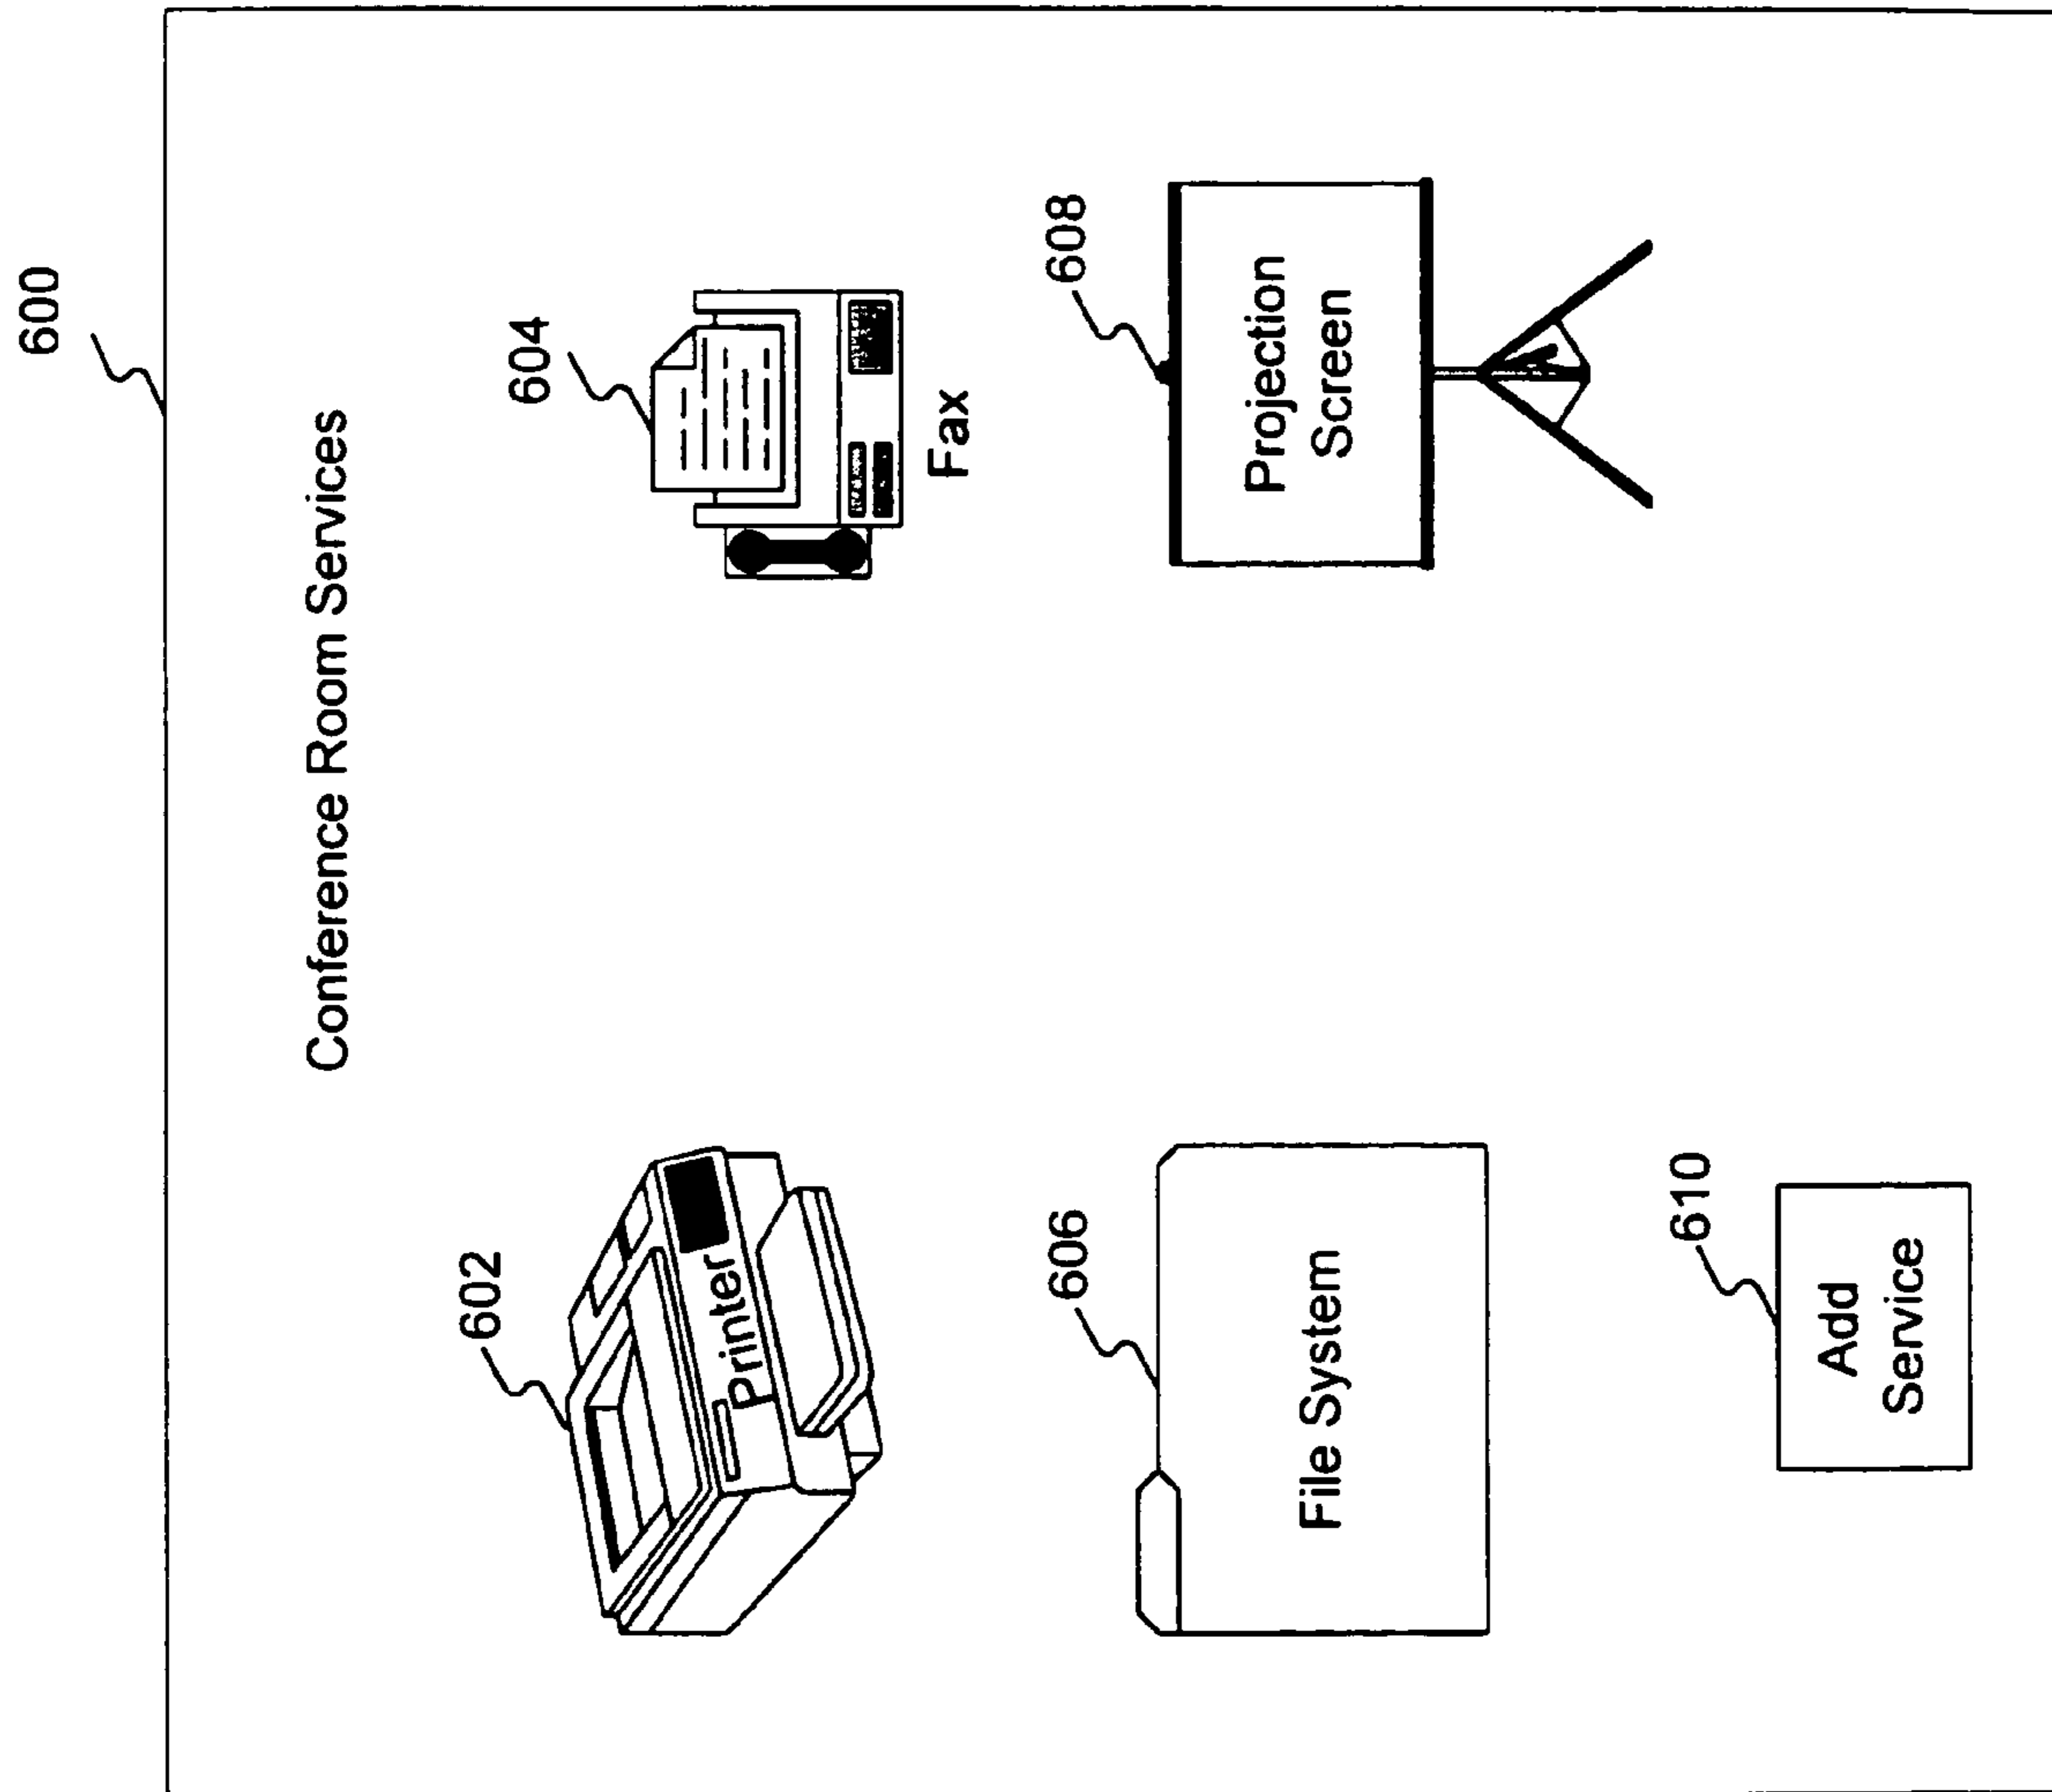 600
Conference Room Services
602
Printer
604
Fax
606
File System
608
Projection
Screen
610
Add
Service